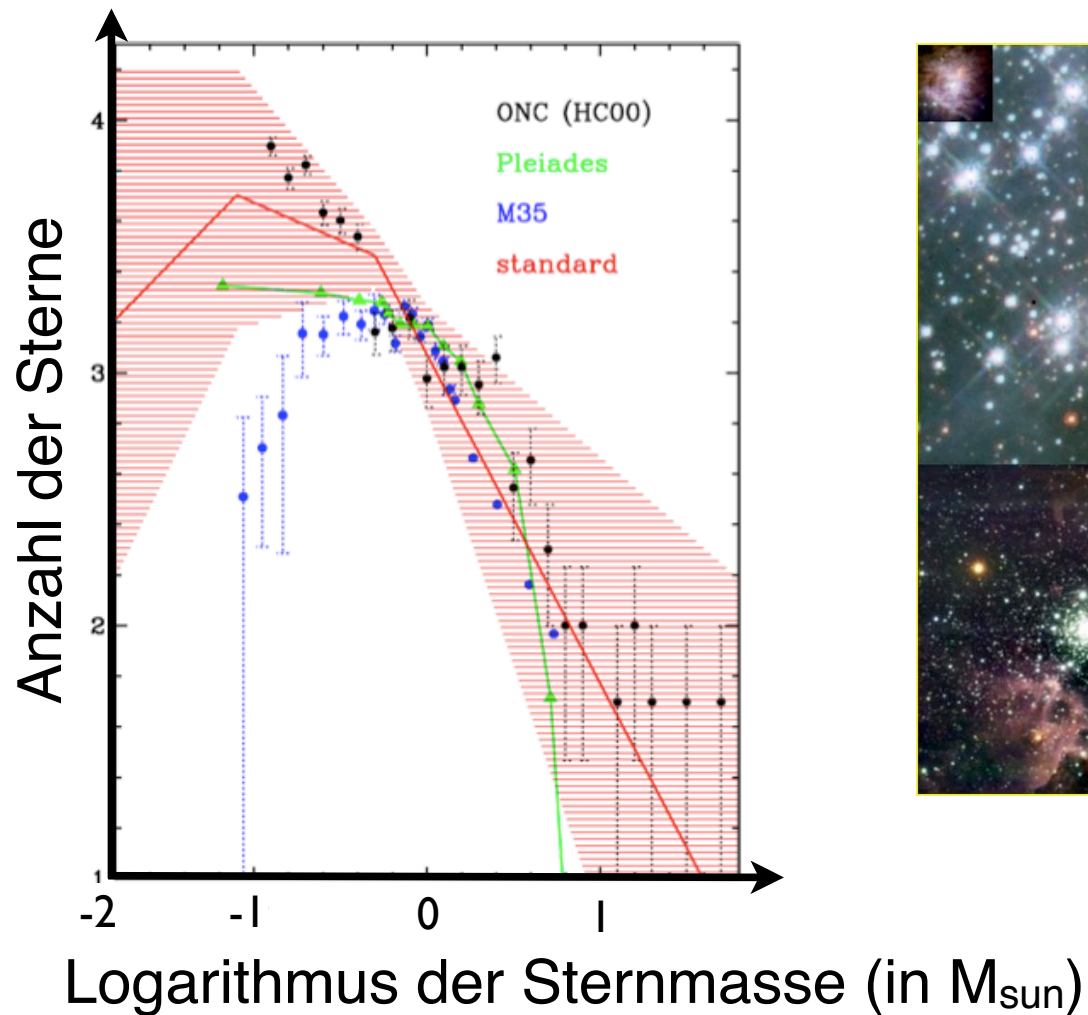 Anzahl der Sterne
4
3
2
1
ONC (HC00)
Pleiades
M35
standard
-2 -1 0 1
Logarithmus der Sternmasse (in Msun)